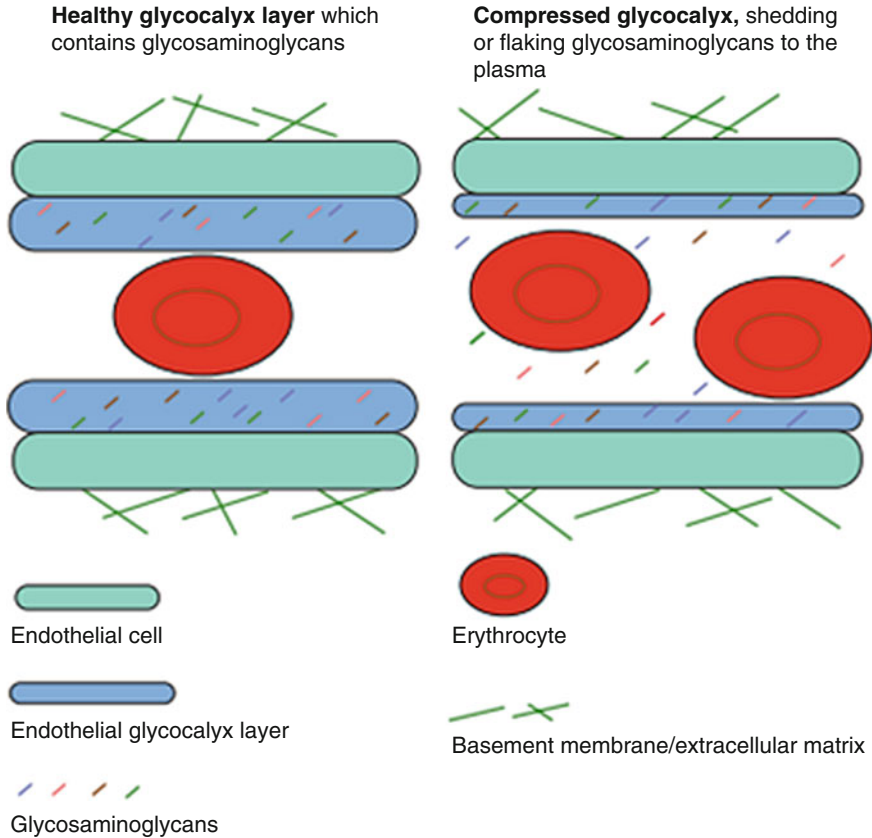 Healthy glycocalyx layer which
contains glycosaminoglycans
Compressed glycocalyx, shedding
or flaking glycosaminoglycans to the
plasma
Endothelial cell
Erythrocyte
Endothelial glycocalyx layer
Basement membrane/extracellular matrix
Glycosaminoglycans